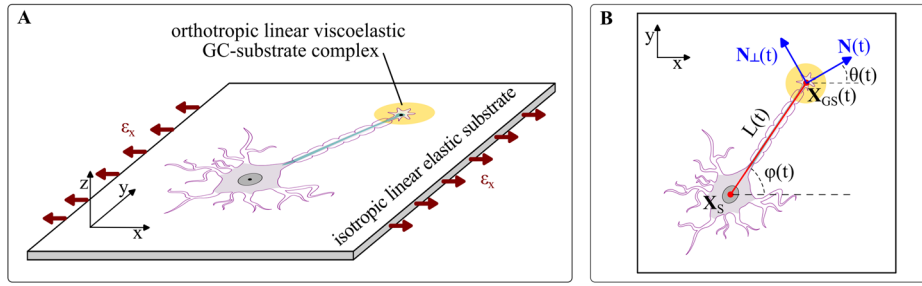 A
orthotropic linear viscoelastic
GC-substrate complex
εx
z
y
x
εx
isotropic linear elastic substrate
B
y
x
N⊥(t)
N(t)
θ(t)
XGS(t)
L(t)
φ(t)
XS